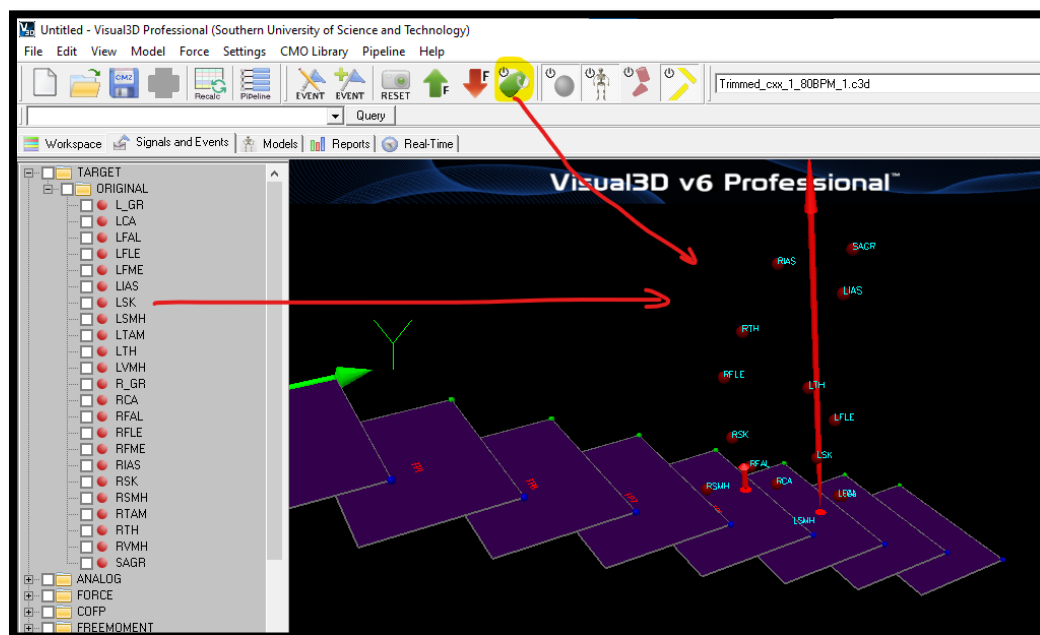 Untitled - Visual3D Professional (Southern University of Science and Technology)
File Edit View Model Force Settings CMO Library Pipeline Help
CMZ
Recalc
Pipeline
EVENT
EVENT
RESET
F
F
Trimmed_cxx_1_80BPM_1.c3d
Query
Workspace
Signals and Events
Models
Reports
Real-Time
TARGET
ORIGINAL
L_GR
LCA
LFAL
LFLE
LFME
LIAS
LSK
LSMH
LTAM
LTH
LVMH
R_GR
RCA
RFAL
RFLE
RFME
RIAS
RSK
RSMH
RTAM
RTH
RVMH
SAGR
ANALOG
FORCE
COFP
FREEMOMENT
Visual3D v6 Professional™
SACR
RIAS
LIAS
Y
RTH
RFLE
LTH
LFLE
RSK
LSK
RFAL
RSMH
RCA
LSMH